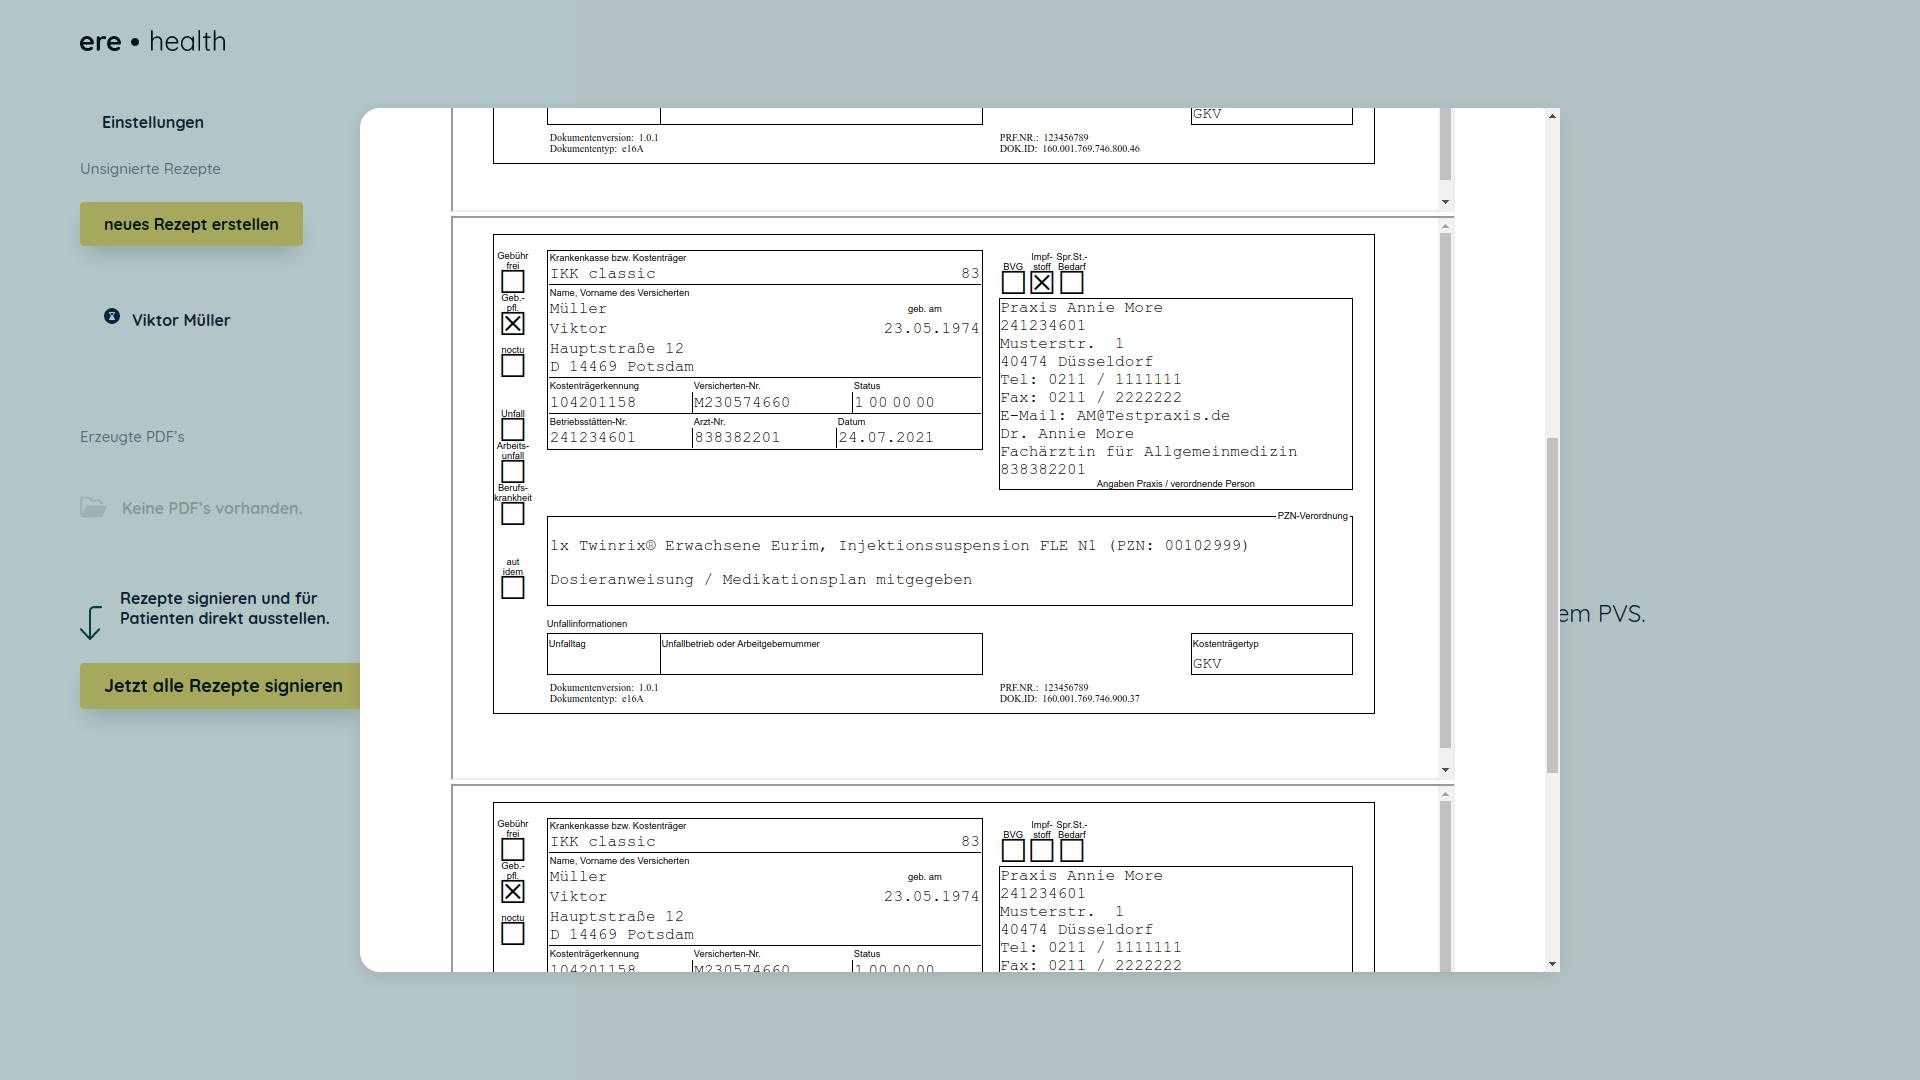 ere • health
Einstellungen
Unsignierte Rezepte
neues Rezept erstellen
Viktor Müller
Erzeugte PDF's
Keine PDF's vorhanden.
Rezepte signieren und für
Patienten direkt ausstellen.
Jetzt alle Rezepte signieren
em PVS.
GKV
Dokumentenversion: 1.0.1
Dokumententyp: e16A
PRF.NR.: 123456789
DOK.ID: 160.001.769.746.800.46
Gebühr
frei
Geb.-
pfl.
noctu
Unfall
Arbeits-
unfall
Berufs-
krankheit
aut
idem
Krankenkasse bzw. Kostenträger
IKK classic 83
Name, Vorname des Versicherten
Müller geb. am
Viktor 23.05.1974
Hauptstraße 12
D 14469 Potsdam
Kostenträgerkennung Versicherten-Nr. Status
104201158 M230574660 1 00 00 00
Betriebsstätten-Nr. Arzt-Nr. Datum
241234601 838382201 24.07.2021
Impf- Spr.St.-
BVG stoff Bedarf
Praxis Annie More
241234601
Musterstr. 1
40474 Düsseldorf
Tel: 0211 / 1111111
Fax: 0211 / 2222222
E-Mail: AM@Testpraxis.de
Dr. Annie More
Fachärztin für Allgemeinmedizin
838382201
Angaben Praxis / verordnende Person
PZN-Verordnung
1x Twinrix® Erwachsene Eurim, Injektionssuspension FLE N1 (PZN: 00102999)
Dosieranweisung / Medikationsplan mitgegeben
Unfallinformationen
Unfalltag Unfallbetrieb oder Arbeitgebernummer
Kostenträgertyp
GKV
Dokumentenversion: 1.0.1
Dokumententyp: e16A
PRF.NR.: 123456789
DOK.ID: 160.001.769.746.900.37
Gebühr
frei
Geb.-
pfl.
noctu
Krankenkasse bzw. Kostenträger
IKK classic 83
Name, Vorname des Versicherten
Müller geb. am
Viktor 23.05.1974
Hauptstraße 12
D 14469 Potsdam
Kostenträgerkennung Versicherten-Nr. Status
104201158 M230574660 1 00 00 00
Impf- Spr.St.-
BVG stoff Bedarf
Praxis Annie More
241234601
Musterstr. 1
40474 Düsseldorf
Tel: 0211 / 1111111
Fax: 0211 / 2222222